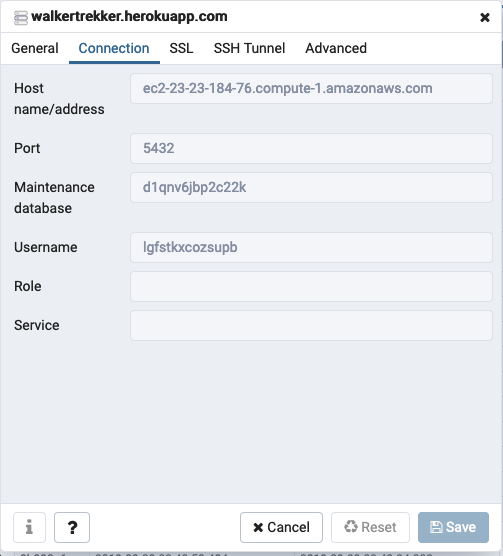 walkertrekker.herokuapp.com
General Connection SSL SSH Tunnel Advanced
Host name/address
ec2-23-23-184-76.compute-1.amazonaws.com
Port 5432
Maintenance database
d1qnv6jbp2c22k
Username lgfstkxcozsupb
Role
Service
i ? Cancel Reset Save